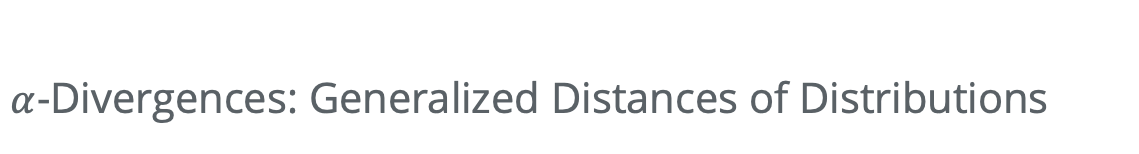 α-Divergences: Generalized Distances of Distributions